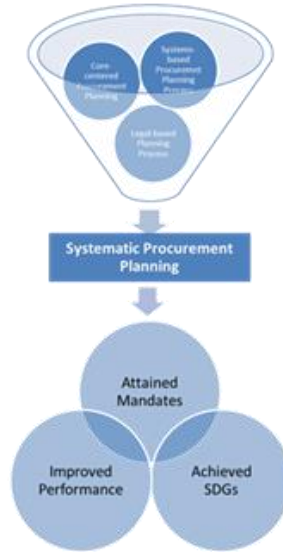 Systems-
based
Procuremet
Planning
Process
Core-
centered
Procurement
Planning
Legal-based
Planning
Process
Systematic Procurement
Planning
Attained
Mandates
Improved
Performance
Achieved
SDGs